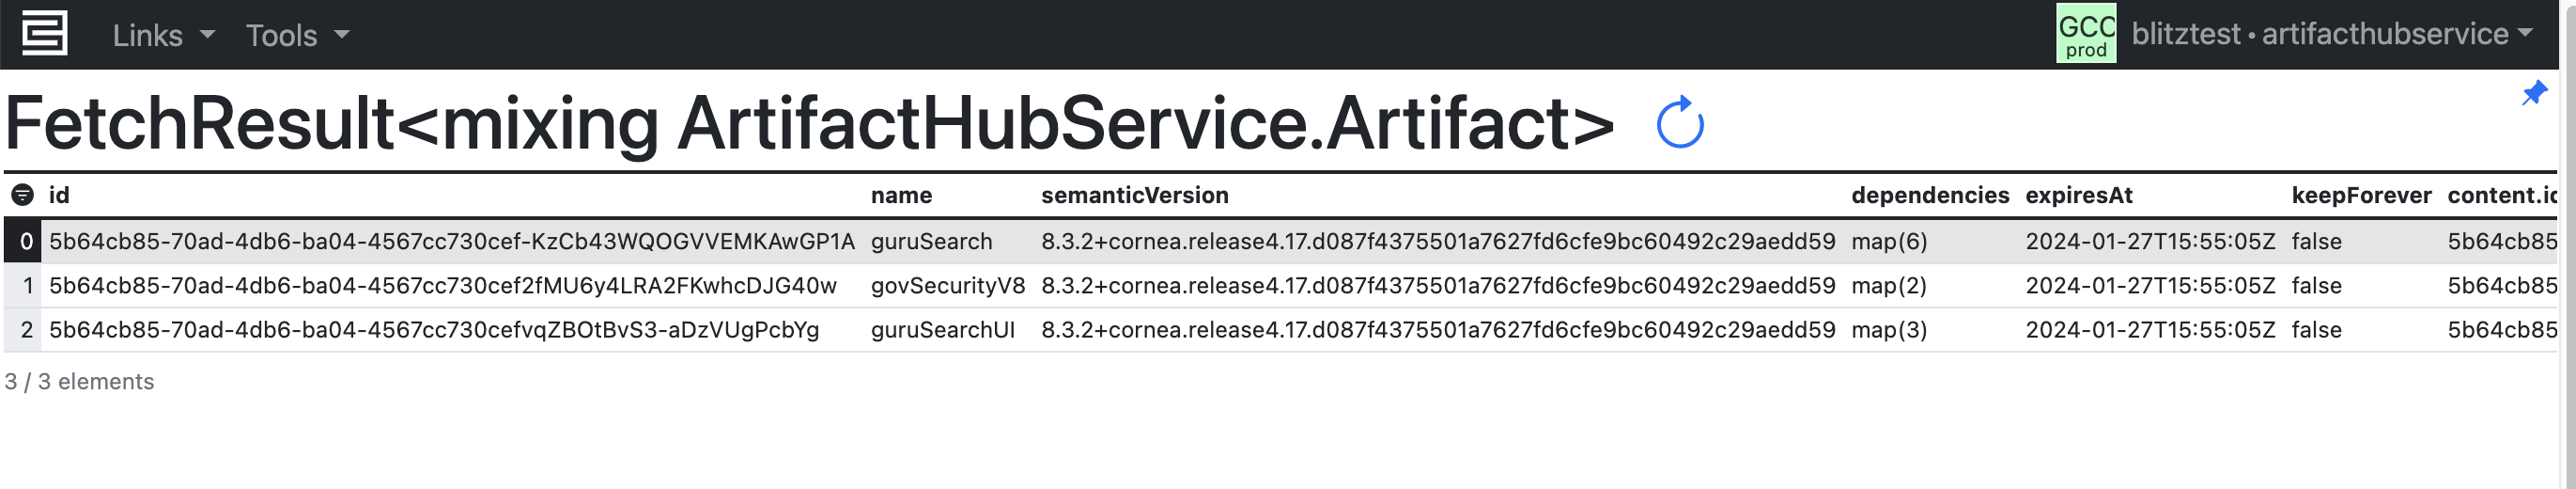 Links Tools GCC prod blitztest • artifacthubservice
FetchResult<mixing ArtifactHubService.Artifact>
id name semanticVersion dependencies expiresAt keepForever content.id
0 5b64cb85-70ad-4db6-ba04-4567cc730cef-KzCb43WQOGVVEMKAwGP1A guruSearch 8.3.2+cornea.release4.17.d087f4375501a7627fd6cfe9bc60492c29aedd59 map(6) 2024-01-27T15:55:05Z false 5b64cb85
1 5b64cb85-70ad-4db6-ba04-4567cc730cef2fMU6y4LRA2FKwhcDJG40w govSecurityV8 8.3.2+cornea.release4.17.d087f4375501a7627fd6cfe9bc60492c29aedd59 map(2) 2024-01-27T15:55:05Z false 5b64cb85
2 5b64cb85-70ad-4db6-ba04-4567cc730cefvqZBOtBvS3-aDzVUgPcbYg guruSearchUI 8.3.2+cornea.release4.17.d087f4375501a7627fd6cfe9bc60492c29aedd59 map(3) 2024-01-27T15:55:05Z false 5b64cb85
3 / 3 elements